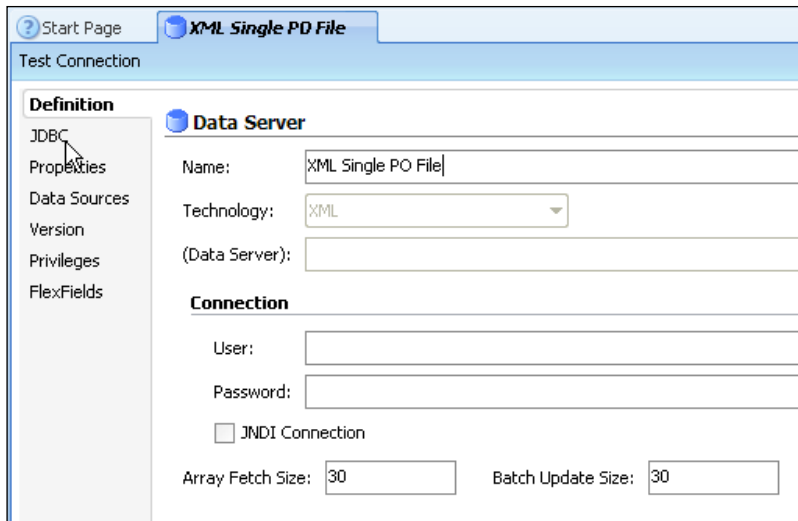 Start Page XML Single PO File
Test Connection
Definition
JDBC
Properties
Data Sources
Version
Privileges
FlexFields
Data Server
Name: XML Single PO File
Technology: XML
(Data Server):
Connection
User:
Password:
JNDI Connection
Array Fetch Size: 30 Batch Update Size: 30